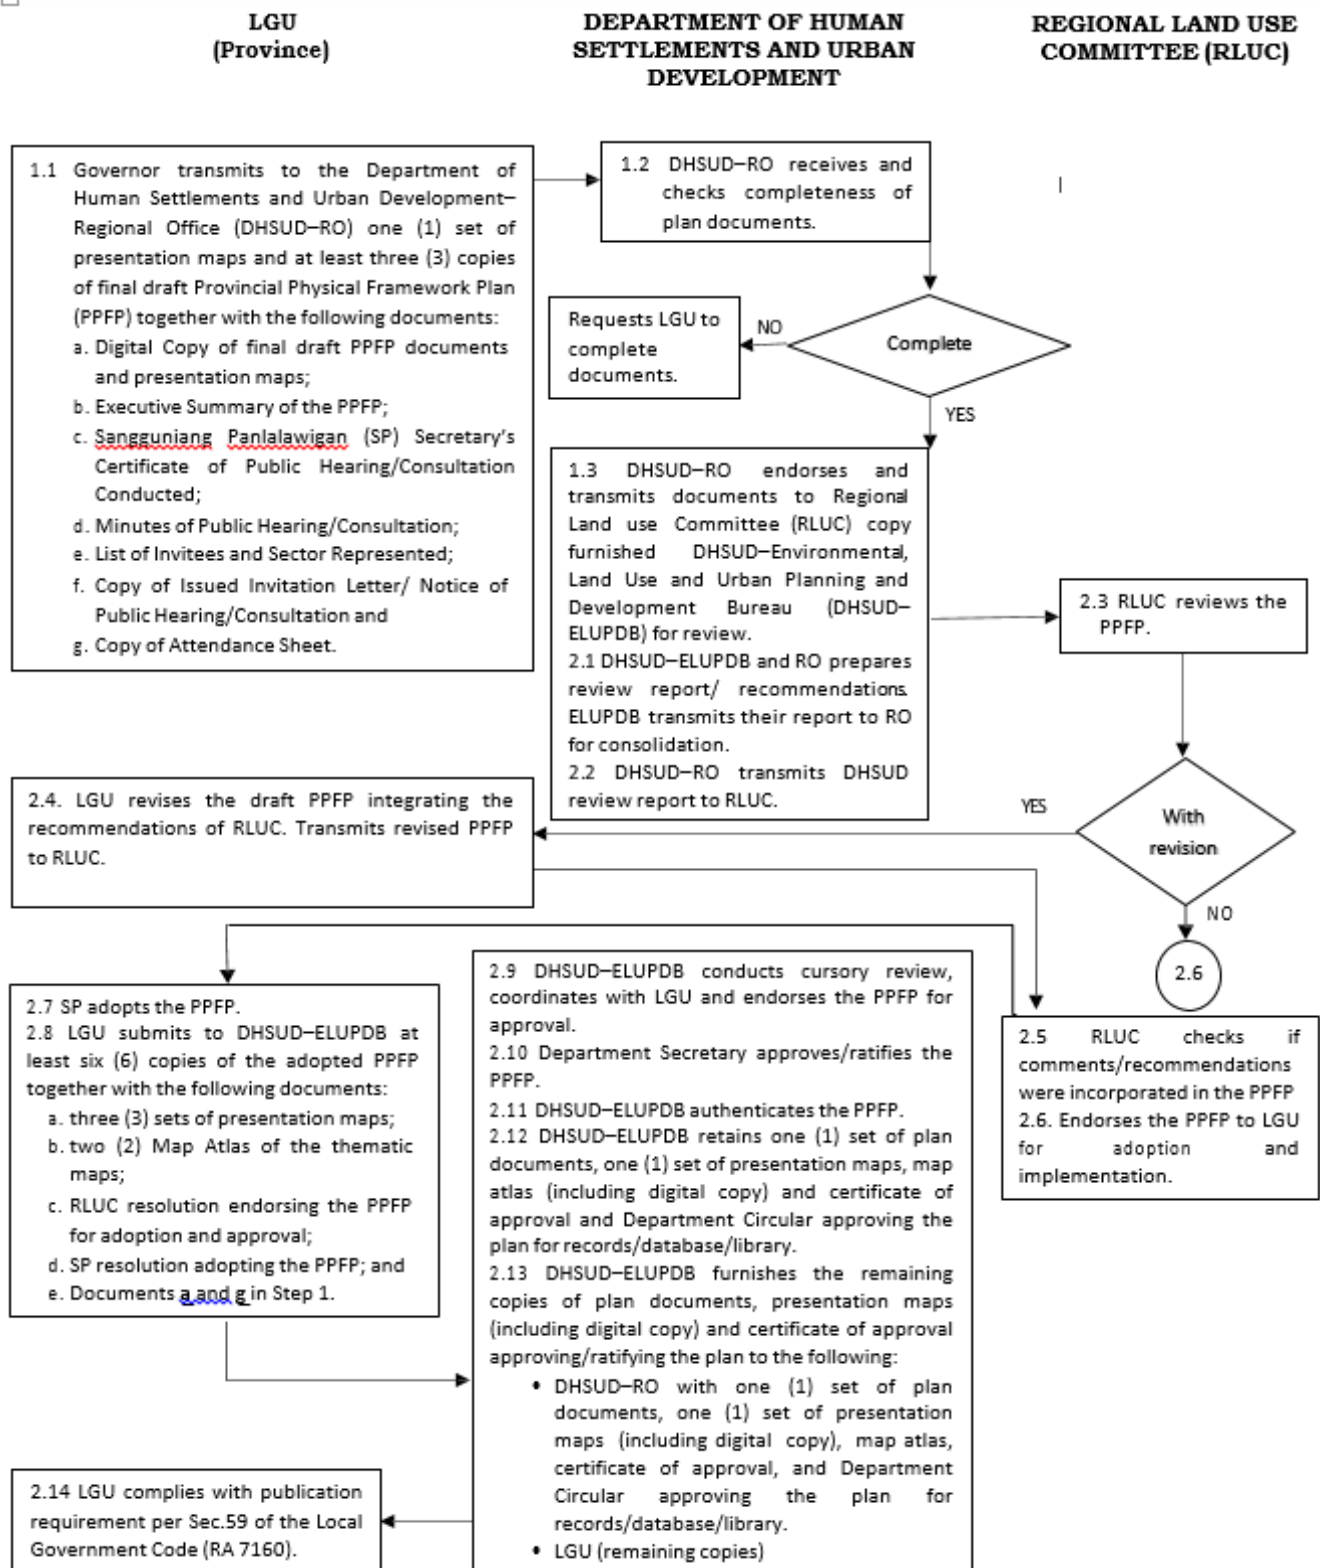 LGU
(Province)
DEPARTMENT OF HUMAN
SETTLEMENTS AND URBAN
DEVELOPMENT
REGIONAL LAND USE
COMMITTEE (RLUC)
1.1 Governor transmits to the Department of
Human Settlements and Urban Development–
Regional Office (DHSUD–RO) one (1) set of
presentation maps and at least three (3) copies
of final draft Provincial Physical Framework Plan
(PPFP) together with the following documents:
a. Digital Copy of final draft PPFP documents
and presentation maps;
b. Executive Summary of the PPFP;
c. Sangguniang Panlalawigan (SP) Secretary's
Certificate of Public Hearing/Consultation
Conducted;
d. Minutes of Public Hearing/Consultation;
e. List of Invitees and Sector Represented;
f. Copy of Issued Invitation Letter/ Notice of
Public Hearing/Consultation and
g. Copy of Attendance Sheet.
1.2 DHSUD–RO receives and
checks completeness of
plan documents.
Complete
NO
Requests LGU to
complete
documents.
YES
1.3 DHSUD–RO endorses and
transmits documents to Regional
Land use Committee (RLUC) copy
furnished DHSUD–Environmental,
Land Use and Urban Planning and
Development Bureau (DHSUD–
ELUPDB) for review.
2.1 DHSUD–ELUPDB and RO prepares
review report/ recommendations.
ELUPDB transmits their report to RO
for consolidation.
2.2 DHSUD–RO transmits DHSUD
review report to RLUC.
2.3 RLUC reviews the
PPFP.
With
revision
YES
NO
2.6
2.4. LGU revises the draft PPFP integrating the
recommendations of RLUC. Transmits revised PPFP
to RLUC.
2.5 RLUC checks if
comments/recommendations
were incorporated in the PPFP
2.6. Endorses the PPFP to LGU
for adoption and
implementation.
2.7 SP adopts the PPFP.
2.8 LGU submits to DHSUD–ELUPDB at
least six (6) copies of the adopted PPFP
together with the following documents:
a. three (3) sets of presentation maps;
b. two (2) Map Atlas of the thematic
maps;
c. RLUC resolution endorsing the PPFP
for adoption and approval;
d. SP resolution adopting the PPFP; and
e. Documents a and g in Step 1.
2.9 DHSUD–ELUPDB conducts cursory review,
coordinates with LGU and endorses the PPFP for
approval.
2.10 Department Secretary approves/ratifies the
PPFP.
2.11 DHSUD–ELUPDB authenticates the PPFP.
2.12 DHSUD–ELUPDB retains one (1) set of plan
documents, one (1) set of presentation maps, map
atlas (including digital copy) and certificate of
approval and Department Circular approving the
plan for records/database/library.
2.13 DHSUD–ELUPDB furnishes the remaining
copies of plan documents, presentation maps
(including digital copy) and certificate of approval
approving/ratifying the plan to the following:
• DHSUD–RO with one (1) set of plan
documents, one (1) set of presentation
maps (including digital copy), map atlas,
certificate of approval, and Department
Circular approving the plan for
records/database/library.
• LGU (remaining copies)
2.14 LGU complies with publication
requirement per Sec.59 of the Local
Government Code (RA 7160).